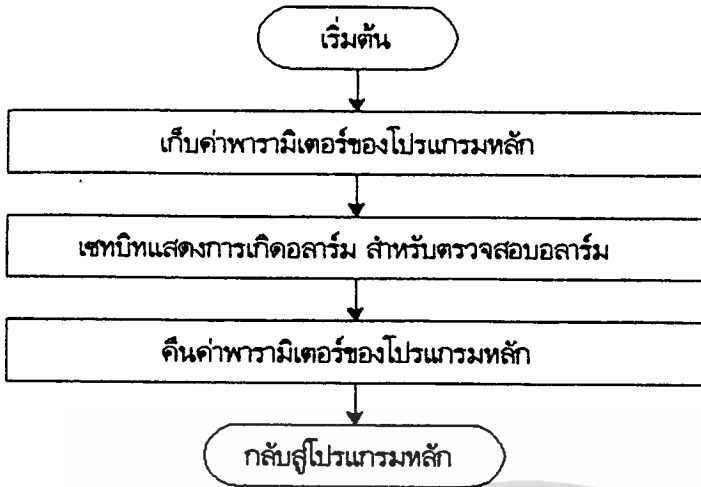 เริ่มต้น
เก็บค่าพารามิเตอร์ของโปรแกรมหลัก
เซทบิทแสดงการเกิดอลาร์ม สำหรับตรวจสอบอลาร์ม
คืนค่าพารามิเตอร์ของโปรแกรมหลัก
กลับสู่โปรแกรมหลัก